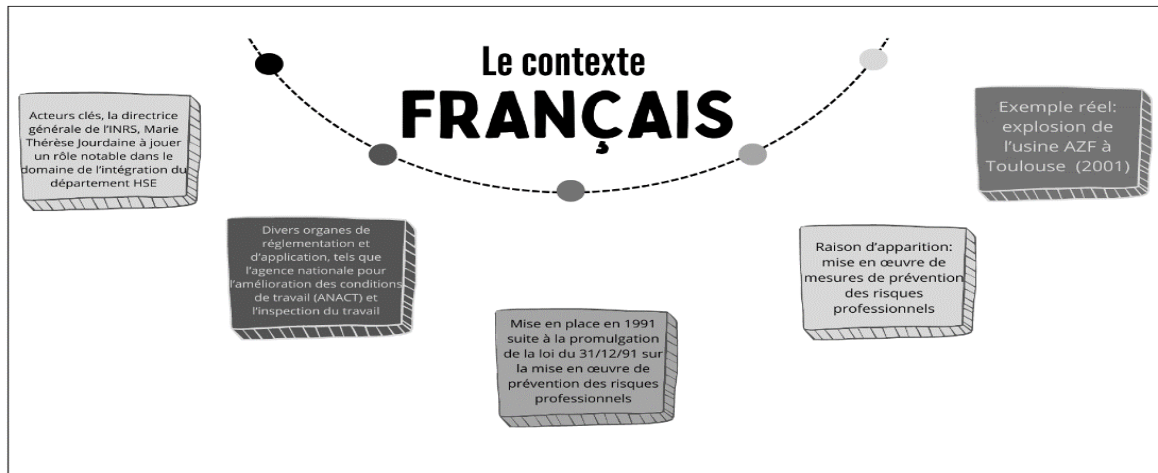 Le contexte
FRANÇAIS
Acteurs clés, la directrice
générale de l'INRS, Marie
Thérèse Jourdaine à jouer
un rôle notable dans le
domaine de l'intégration du
département HSE
Divers organes de
réglementation et
d'application, tels que
l'agence nationale pour
l'amélioration des conditions
de travail (ANACT) et
l'inspection du travail
Mise en place en 1991
suite à la promulgation
de la loi du 31/12/91 sur
la mise en œuvre de
prévention des risques
professionnels
Raison d'apparition:
mise en œuvre de
mesures de prévention
des risques
professionnels
Exemple réel:
explosion de
l'usine AZF à
Toulouse (2001)